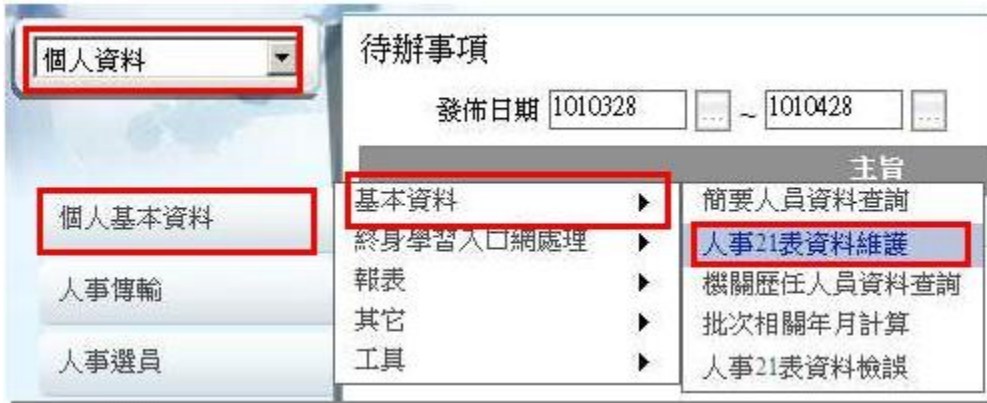 個人資料
待辦事項
發佈日期 1010328 ... ~ 1010428 ...
主旨
個人基本資料
人事傳輸
人事選員
基本資料
終身學習入口網處理
報表
其它
工具
簡要人員資料查詢
人事21表資料維護
機關歷任人員資料查詢
批次相關年月計算
人事21表資料檢誤